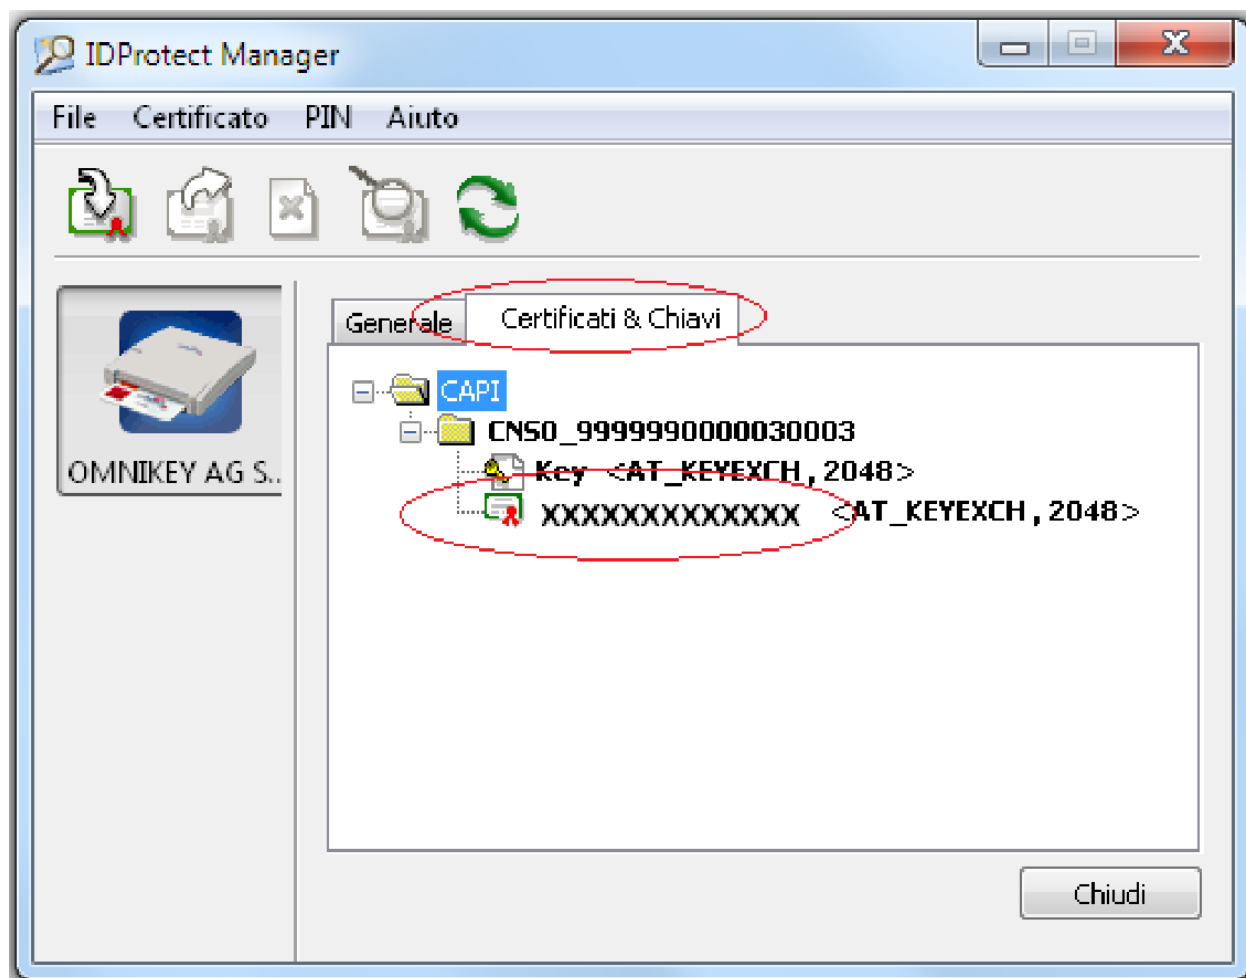 IDProtect Manager
File Certificato PIN Aiuto
OMNIKEY AG S..
Generale Certificati & Chiavi
CAPI
CNS0_9999990000030003
Key <AT_KEYEXCH, 2048>
XXXXXXXXXXXXX <AT_KEYEXCH, 2048>
Chiudi